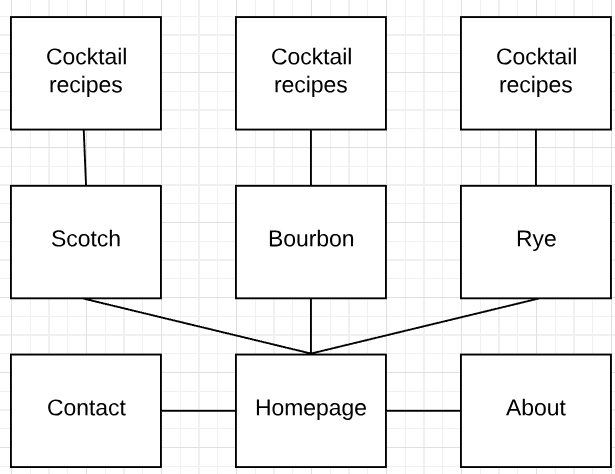 Cocktail
recipes
Cocktail
recipes
Cocktail
recipes
Scotch
Bourbon
Rye
Contact
Homepage
About